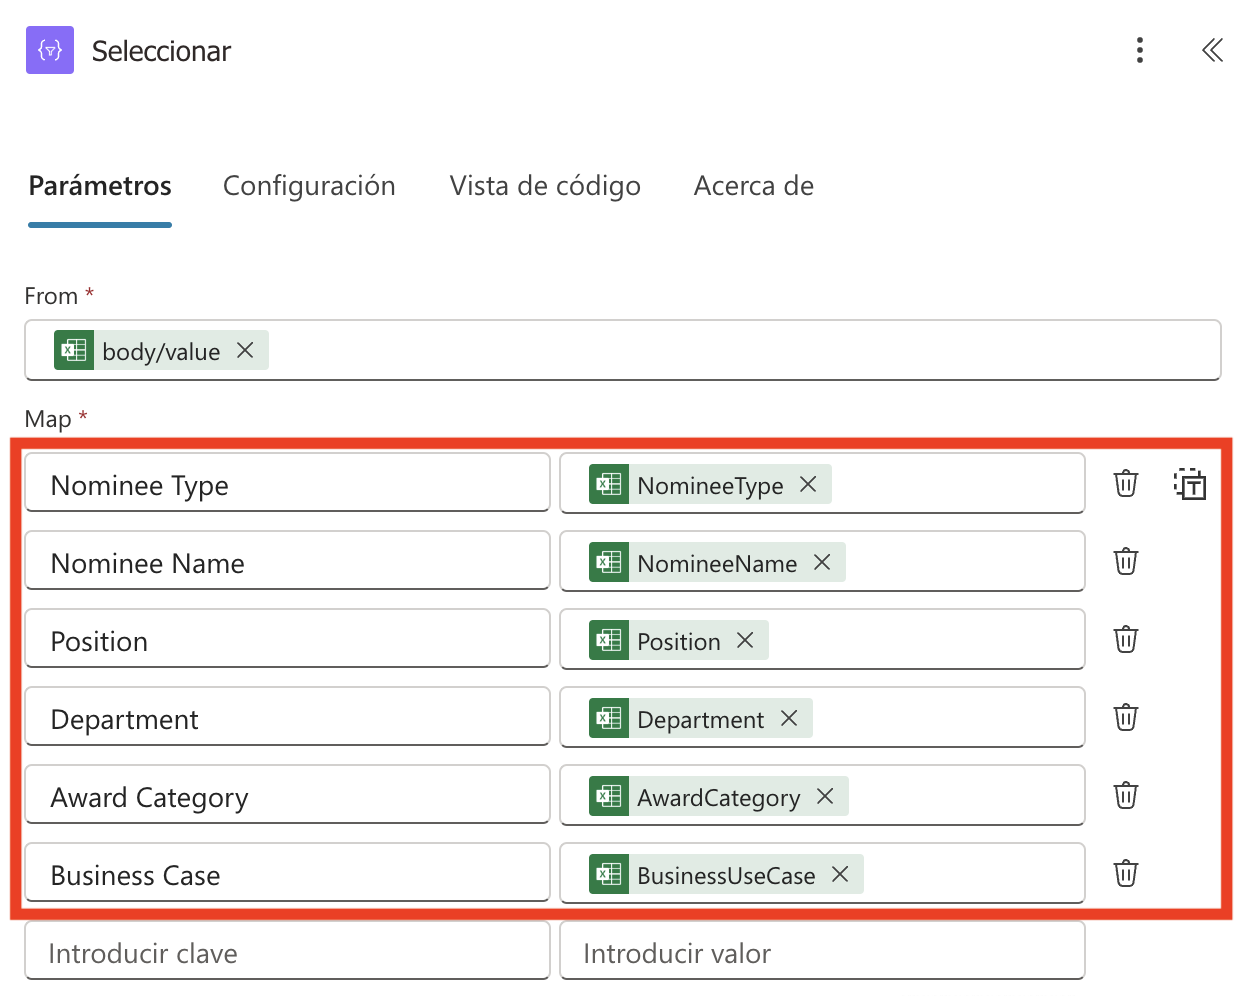 Seleccionar
Parámetros Configuración Vista de código Acerca de
From *
body/value
Map *
Nominee Type NomineeType
Nominee Name NomineeName
Position Position
Department Department
Award Category AwardCategory
Business Case BusinessUseCase
Introducir clave Introducir valor